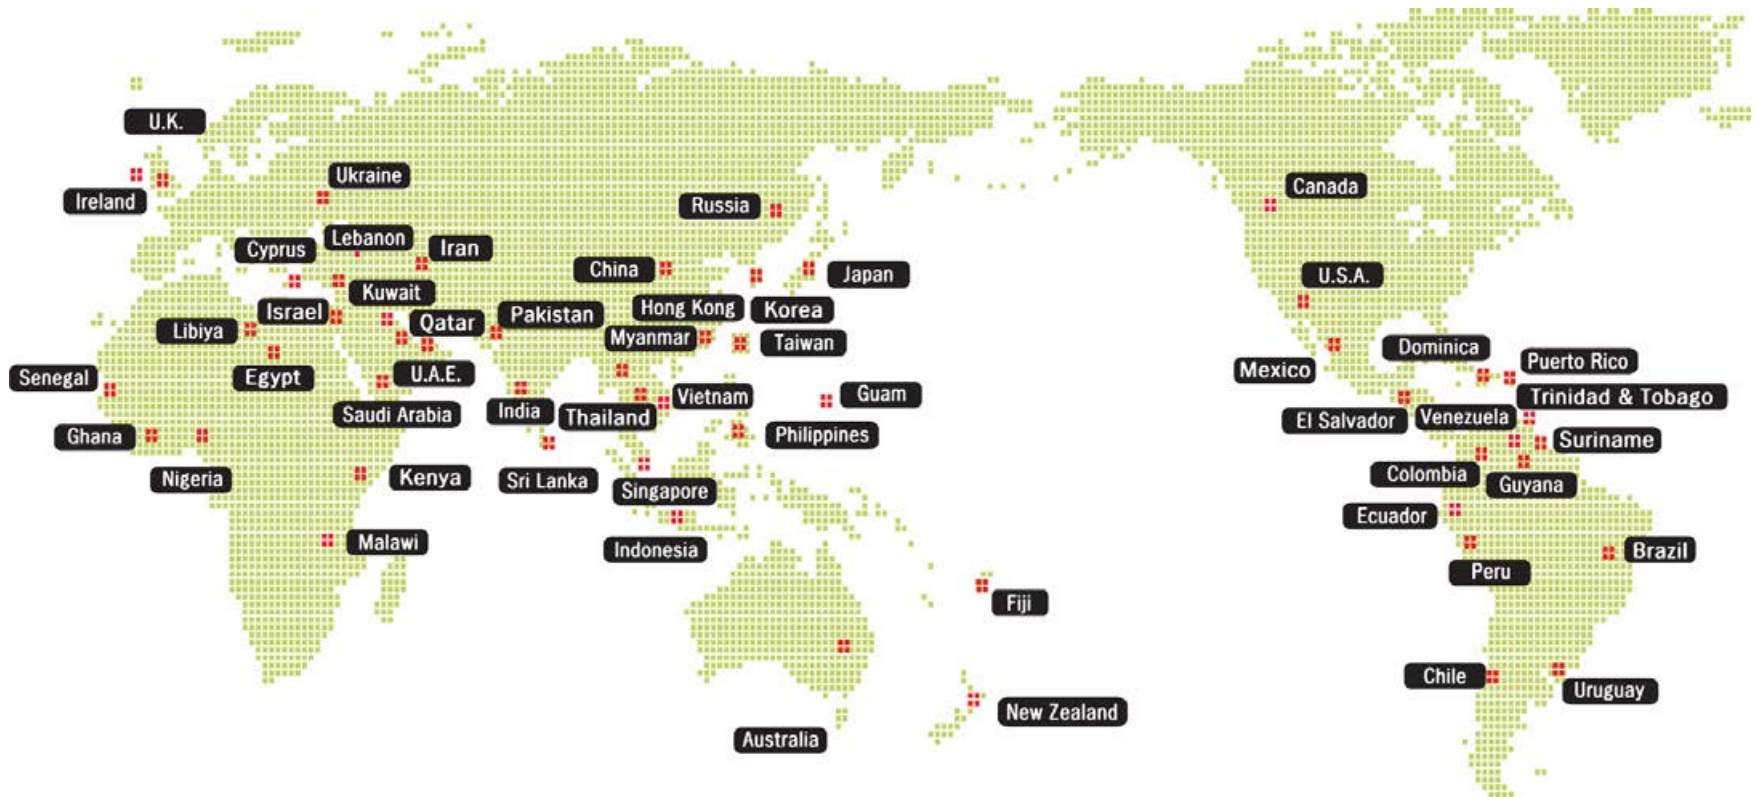 U.K.
Ukraine
Canada
Ireland
Russia
Lebanon
Cyprus
Iran
China
Japan
U.S.A.
Kuwait
Hong Kong
Korea
Israel
Qatar
Pakistan
Libiya
Myanmar
Taiwan
Dominica
Puerto Rico
Mexico
Senegal
Egypt
U.A.E.
Vietnam
Guam
Trinidad & Tobago
Saudi Arabia
India
Thailand
El Salvador
Venezuela
Ghana
Philippines
Suriname
Nigeria
Kenya
Sri Lanka
Singapore
Colombia
Guyana
Ecuador
Malawi
Indonesia
Brazil
Peru
Fiji
Chile
Uruguay
New Zealand
Australia